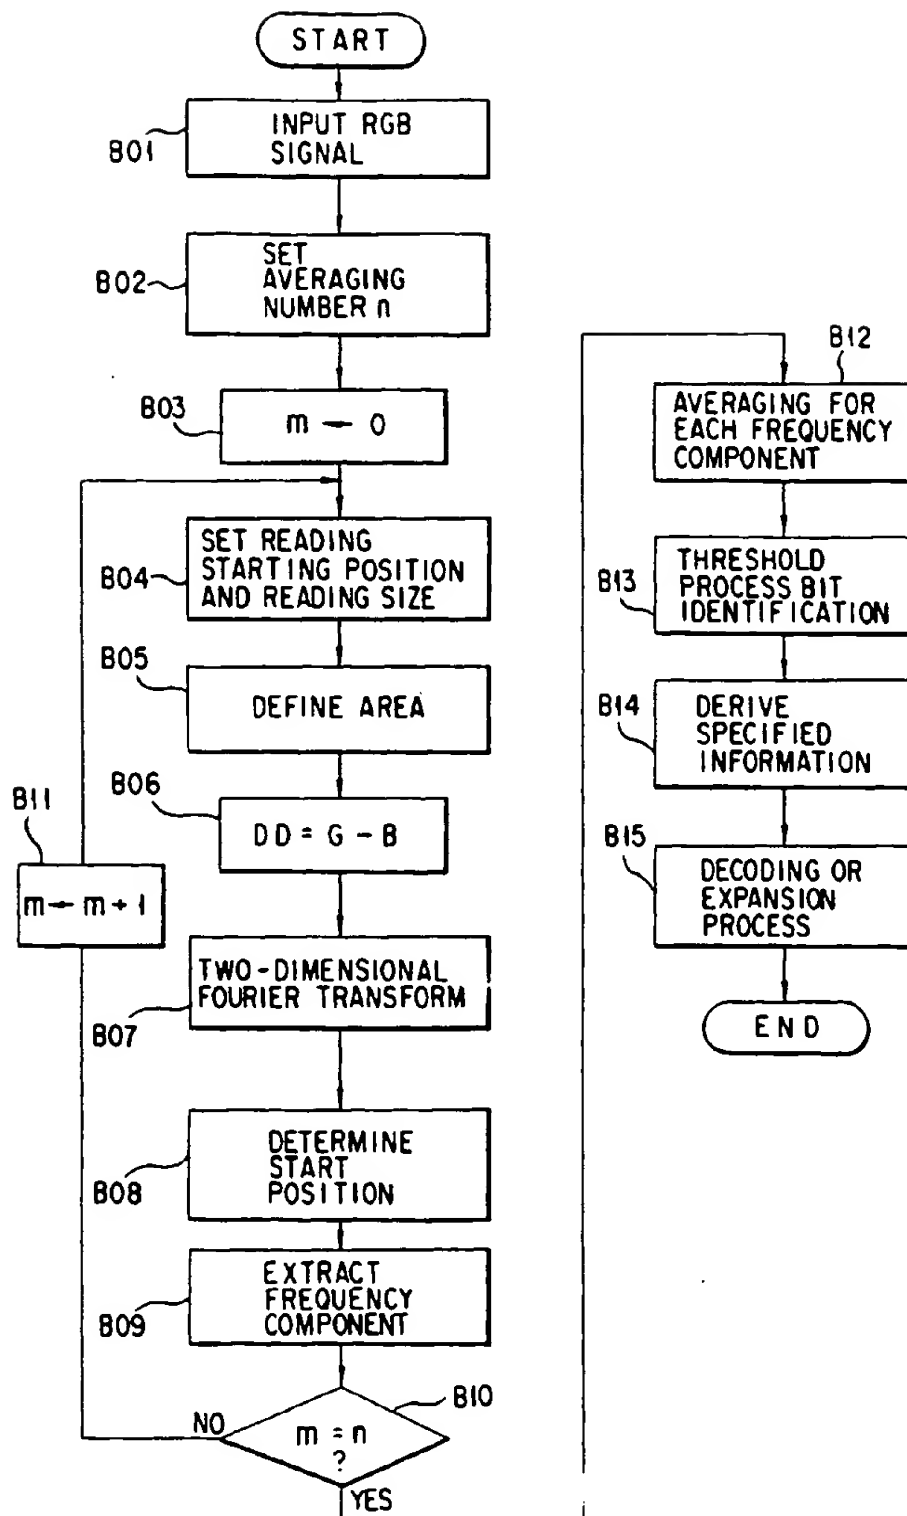 START
INPUT RGB
SIGNAL
B01
SET
AVERAGING
NUMBER n
B02
m ← 0
B03
SET READING
STARTING POSITION
AND READING SIZE
B04
DEFINE AREA
B05
DD = G - B
B06
TWO-DIMENSIONAL
FOURIER TRANSFORM
B07
DETERMINE
START
POSITION
B08
EXTRACT
FREQUENCY
COMPONENT
B09
m = n
?
B10
NO
YES
B11
m ← m + 1
B12
AVERAGING FOR
EACH FREQUENCY
COMPONENT
THRESHOLD
PROCESS BIT
IDENTIFICATION
B13
DERIVE
SPECIFIED
INFORMATION
B14
DECODING OR
EXPANSION
PROCESS
B15
END